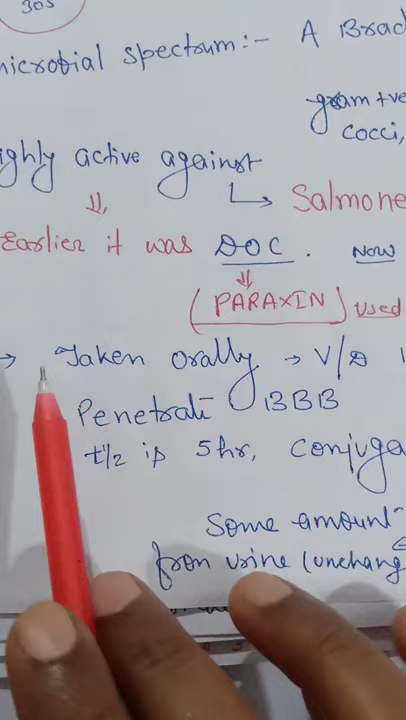 305
microbial spectrum:- A Broad
gram +ve
cocci,
ighly active against
↳ Salmone
Earlier it was DOC. Now
(PARAXIN) used
→ Taken orally → V/D
Penetrate BBB
t½ is 5hr, Conjuga
Some amount
from urine (unchang